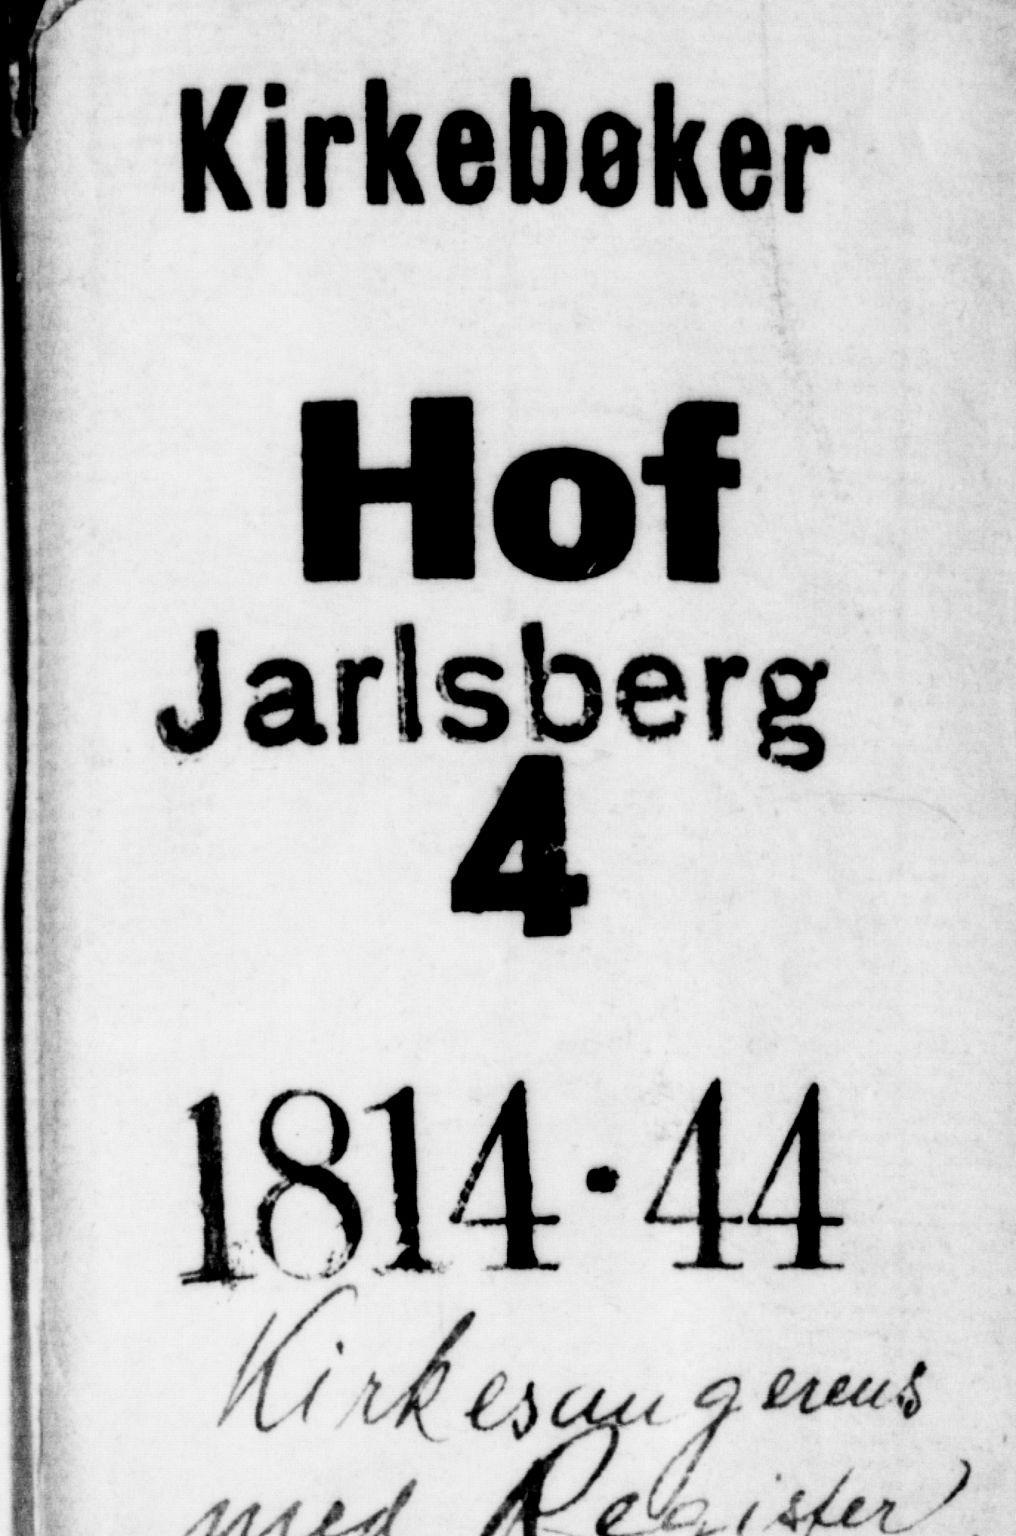 Kirkebøker
Hof
Jarlsberg
4
1814·44
Kirkesangerens
med Register